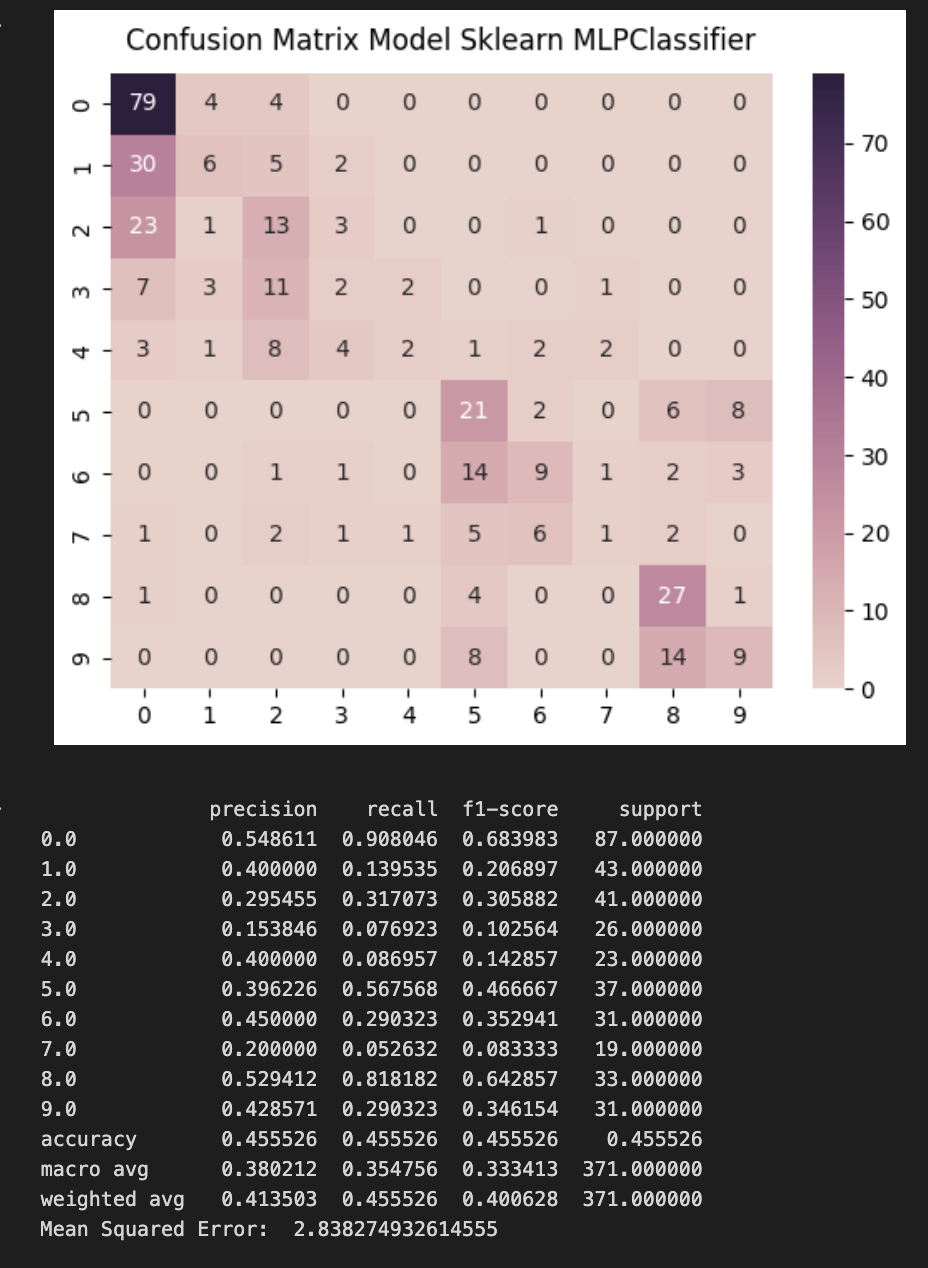 Confusion Matrix Model Sklearn MLPClassifier
0 79 4 4 0 0 0 0 0 0 0
1 30 6 5 2 0 0 0 0 0 0
2 23 1 13 3 0 0 1 0 0 0
3 7 3 11 2 2 0 0 1 0 0
4 3 1 8 4 2 1 2 2 0 0
5 0 0 0 0 0 21 2 0 6 8
6 0 0 1 1 0 14 9 1 2 3
7 1 0 2 1 1 5 6 1 2 0
8 1 0 0 0 0 4 0 0 27 1
9 0 0 0 0 0 8 0 0 14 9
0 1 2 3 4 5 6 7 8 9
70
60
50
40
30
20
10
0
precision recall f1-score support
0.0 0.548611 0.908046 0.683983 87.000000
1.0 0.400000 0.139535 0.206897 43.000000
2.0 0.295455 0.317073 0.305882 41.000000
3.0 0.153846 0.076923 0.102564 26.000000
4.0 0.400000 0.086957 0.142857 23.000000
5.0 0.396226 0.567568 0.466667 37.000000
6.0 0.450000 0.290323 0.352941 31.000000
7.0 0.200000 0.052632 0.083333 19.000000
8.0 0.529412 0.818182 0.642857 33.000000
9.0 0.428571 0.290323 0.346154 31.000000
accuracy 0.455526 0.455526 0.455526 0.455526
macro avg 0.380212 0.354756 0.333413 371.000000
weighted avg 0.413503 0.455526 0.400628 371.000000
Mean Squared Error: 2.838274932614555